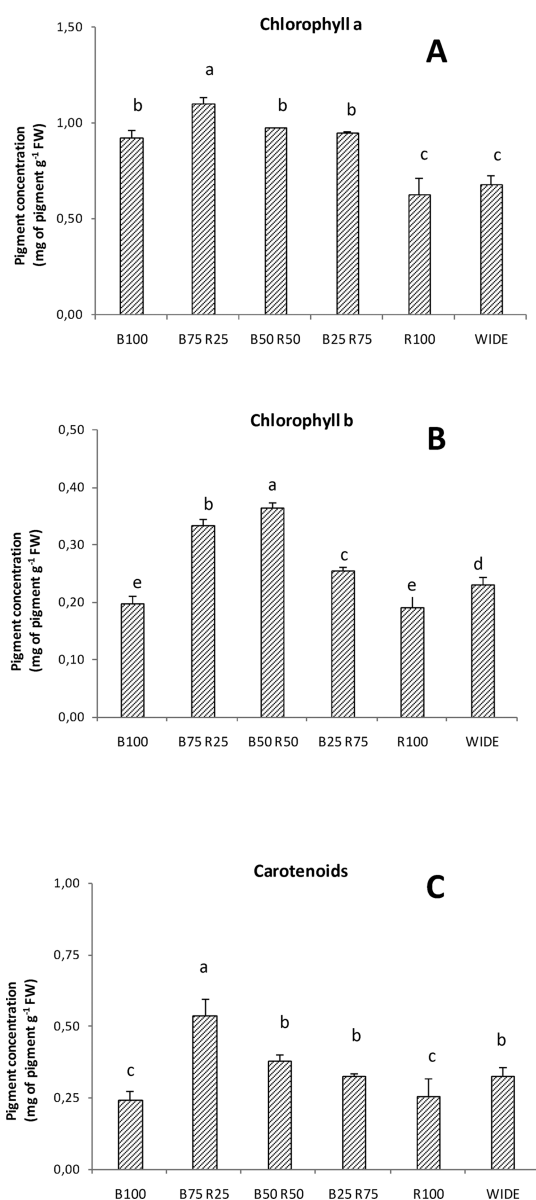 Chlorophyll a
A
Pigment concentration
(mg of pigment g-1 FW)
1,50
1,00
0,50
0,00
b
a
b
b
c
c
B100 B75 R25 B50 R50 B25 R75 R100 WIDE
Chlorophyll b
B
Pigment concentration
(mg of pigment g-1 FW)
0,50
0,40
0,30
0,20
0,10
0,00
e
b
a
c
e
d
B100 B75 R25 B50 R50 B25 R75 R100 WIDE
Carotenoids
C
Pigment concentration
(mg of pigment g-1 FW)
1,00
0,75
0,50
0,25
0,00
c
a
b
b
c
b
B100 B75 R25 B50 R50 B25 R75 R100 WIDE